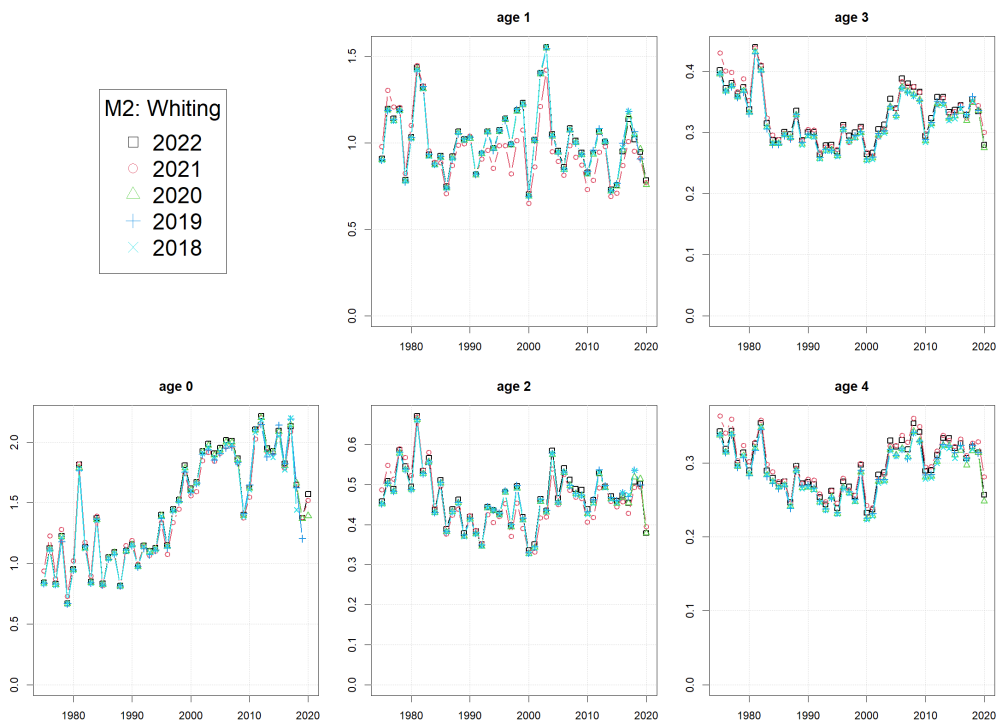 M2: Whiting
2022
2021
2020
2019
2018
age 1
0.0 0.5 1.0 1.5
1980 1990 2000 2010 2020
age 3
0.0 0.1 0.2 0.3 0.4
1980 1990 2000 2010 2020
age 0
0.0 0.5 1.0 1.5 2.0
1980 1990 2000 2010 2020
age 2
0.0 0.1 0.2 0.3 0.4 0.5 0.6
1980 1990 2000 2010 2020
age 4
0.0 0.1 0.2 0.3
1980 1990 2000 2010 2020